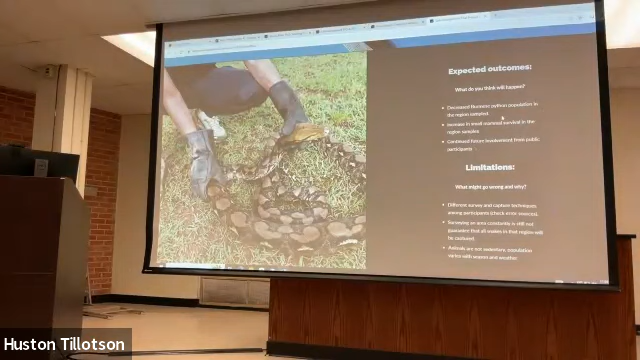 Expected outcomes:
What do you think will happen?
Decreased Burmese python population in
the region sampled
Increase in small mammal survival in the
region samples
Continued future involvement from public
participants
Limitations:
What might go wrong and why?
Different survey and capture techniques
among participants (check error sources).
Surveying an area constantly is still not
guarantee that all snakes in that region will
be captured
Animals are not sedentary, population
varies with season and weather.
Huston Tillotson